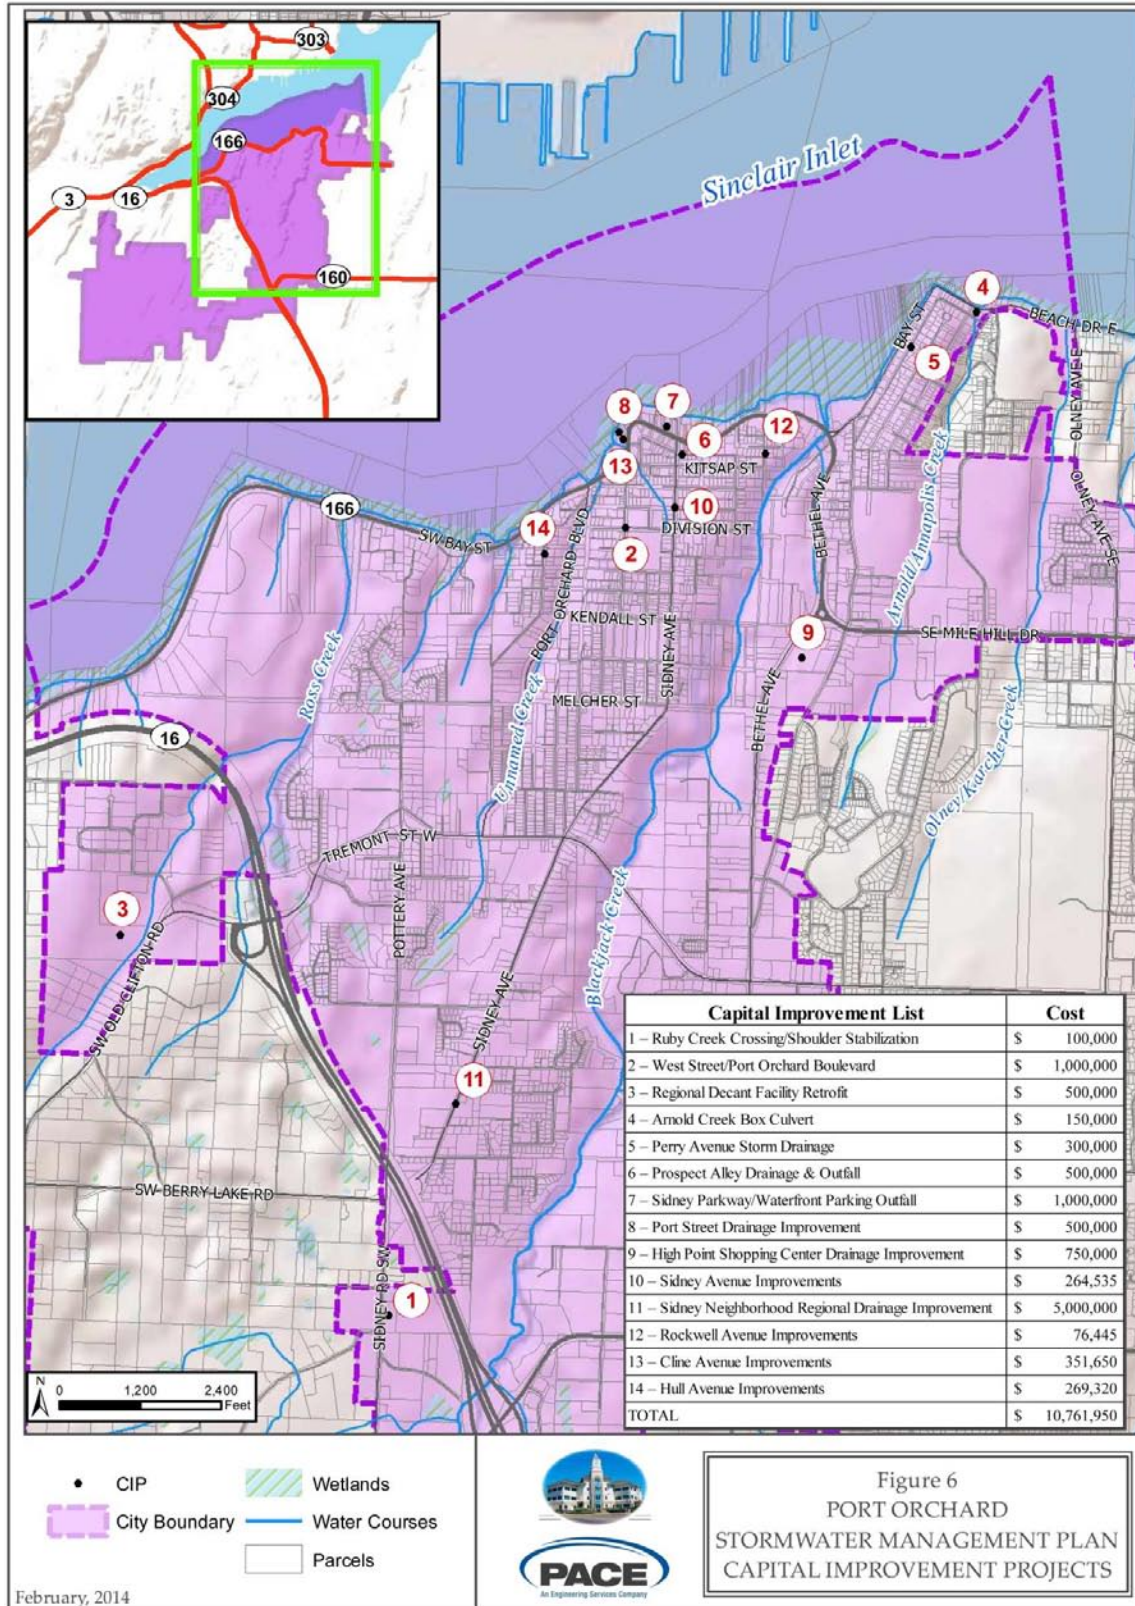 303
304
166
3
16
160
Sinclair Inlet
4
BEACH DR E
BAY ST
5
OLNEY AVE E
8
7
6
12
KITSAP ST
13
10
DIVISION ST
166
SW BAY ST
14
PORT ORCHARD BLVD
2
BETHEL AVE
Arnold/Annapolis Creek
OLNEY AVE SE
KENDALL ST
SIDNEY AVE
9
SE MILE HILL DR
Ross Creek
Unnamed Creek
MELCHER ST
BETHEL AVE
16
Olney/Karcher Creek
TREMONT ST W
POTTERY AVE
3
SW OLD CLIFTON RD
Blackjack Creek
SIDNEY AVE
11
SW BERRY LAKE RD
SIDNEY RD SW
1
Capital Improvement List Cost
1 – Ruby Creek Crossing/Shoulder Stabilization $ 100,000
2 – West Street/Port Orchard Boulevard $ 1,000,000
3 – Regional Decant Facility Retrofit $ 500,000
4 – Arnold Creek Box Culvert $ 150,000
5 – Perry Avenue Storm Drainage $ 300,000
6 – Prospect Alley Drainage & Outfall $ 500,000
7 – Sidney Parkway/Waterfront Parking Outfall $ 1,000,000
8 – Port Street Drainage Improvement $ 500,000
9 – High Point Shopping Center Drainage Improvement $ 750,000
10 – Sidney Avenue Improvements $ 264,535
11 – Sidney Neighborhood Regional Drainage Improvement $ 5,000,000
12 – Rockwell Avenue Improvements $ 76,445
13 – Cline Avenue Improvements $ 351,650
14 – Hull Avenue Improvements $ 269,320
TOTAL $ 10,761,950
N
0 1,200 2,400
Feet
CIP
City Boundary
Wetlands
Water Courses
Parcels
PACE
An Engineering Services Company
Figure 6
PORT ORCHARD
STORMWATER MANAGEMENT PLAN
CAPITAL IMPROVEMENT PROJECTS
February, 2014